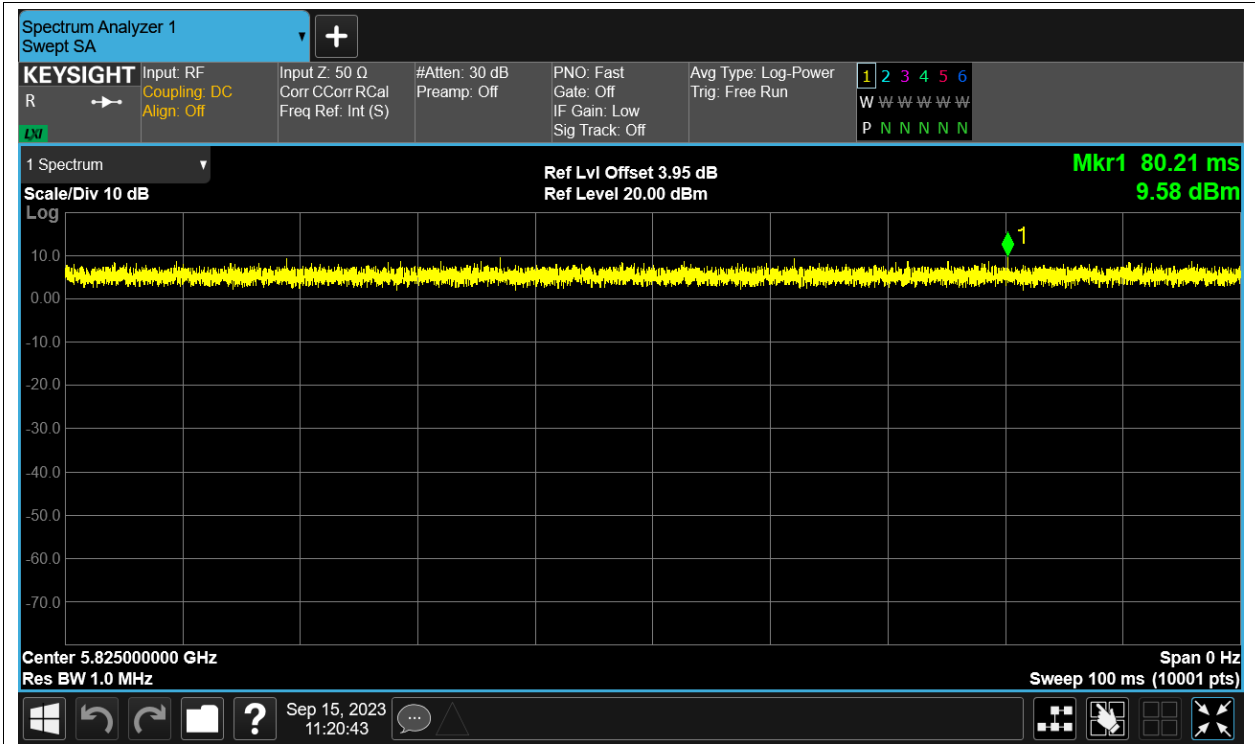 Spectrum Analyzer 1
Swept SA
KEYSIGHT
R
LXI
Input: RF
Coupling: DC
Align: Off
Input Z: 50 Ω
Corr CCorr RCal
Freq Ref: Int (S)
#Atten: 30 dB
Preamp: Off
PNO: Fast
Gate: Off
IF Gain: Low
Sig Track: Off
Avg Type: Log-Power
Trig: Free Run
1 2 3 4 5 6
W W W W W W
P N N N N N
1 Spectrum
Scale/Div 10 dB
Ref Lvl Offset 3.95 dB
Ref Level 20.00 dBm
Mkr1 80.21 ms
9.58 dBm
Log
1
10.0
0.00
-10.0
-20.0
-30.0
-40.0
-50.0
-60.0
-70.0
Center 5.825000000 GHz
Res BW 1.0 MHz
Span 0 Hz
Sweep 100 ms (10001 pts)
?
Sep 15, 2023
11:20:43